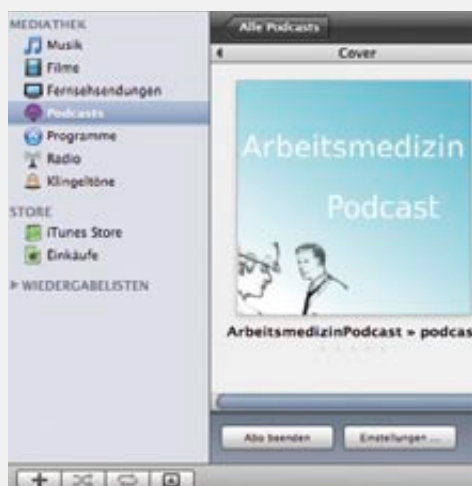 MEDIATHEK
Musik
Filme
Fernsehsendungen
Podcasts
Programme
Radio
Klingeltöne
STORE
iTunes Store
Einkäufe
WIEDERGABELISTEN
Alle Podcasts
Cover
Arbeitsmedizin
Podcast
ArbeitsmedizinPodcast » podcas
Abo beenden
Einstellungen ...